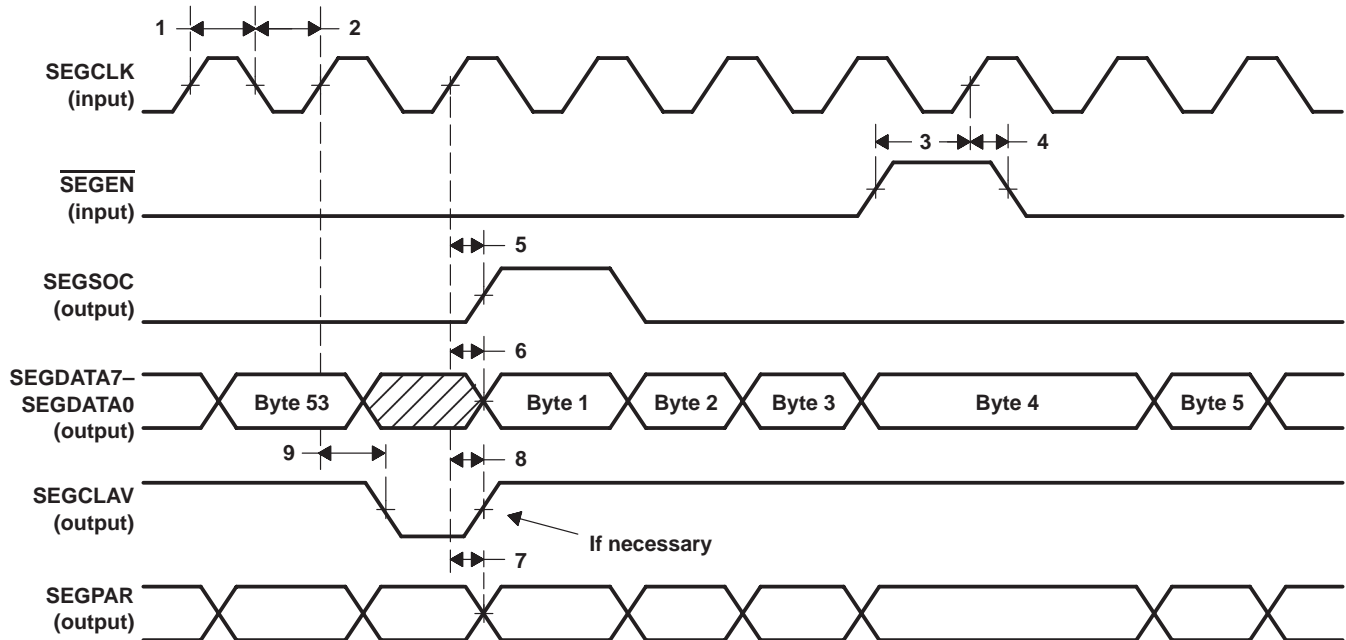 1
2
SEGCLK
(input)
3
4
SEGEN
(input)
5
SEGSOC
(output)
6
SEGDATA7–
SEGDATA0
(output)
Byte 53
Byte 1
Byte 2
Byte 3
Byte 4
Byte 5
9
8
SEGCLAV
(output)
If necessary
7
SEGPAR
(output)